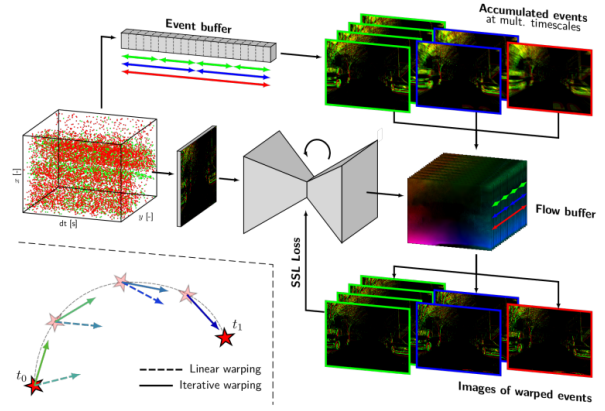 Event buffer
Accumulated events
at mult. timescales
dt [s]
y [-]
x [-]
Flow buffer
SSL Loss
t₀
t₁
Linear warping
Iterative warping
Images of warped events